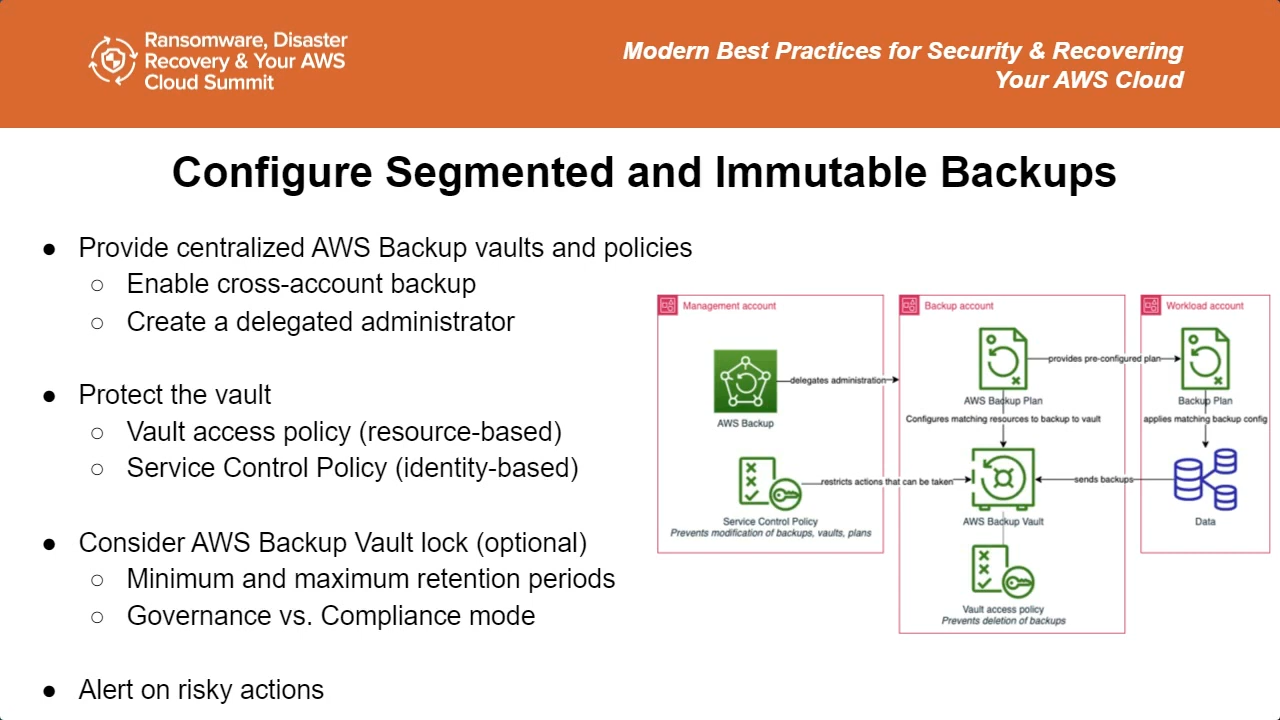 Ransomware, Disaster
Recovery & Your AWS
Cloud Summit
Modern Best Practices for Security & Recovering
Your AWS Cloud
Configure Segmented and Immutable Backups
● Provide centralized AWS Backup vaults and policies
○ Enable cross-account backup
○ Create a delegated administrator
● Protect the vault
○ Vault access policy (resource-based)
○ Service Control Policy (identity-based)
● Consider AWS Backup Vault lock (optional)
○ Minimum and maximum retention periods
○ Governance vs. Compliance mode
● Alert on risky actions
Management account
AWS Backup
delegates administration
Service Control Policy
Prevents modification of backups, vaults, plans
restricts actions that can be taken
Backup account
AWS Backup Plan
provides pre-configured plan
Configures matching resources to backup to vault
AWS Backup Vault
sends backups
Vault access policy
Prevents deletion of backups
Workload account
Backup Plan
applies matching backup config
Data